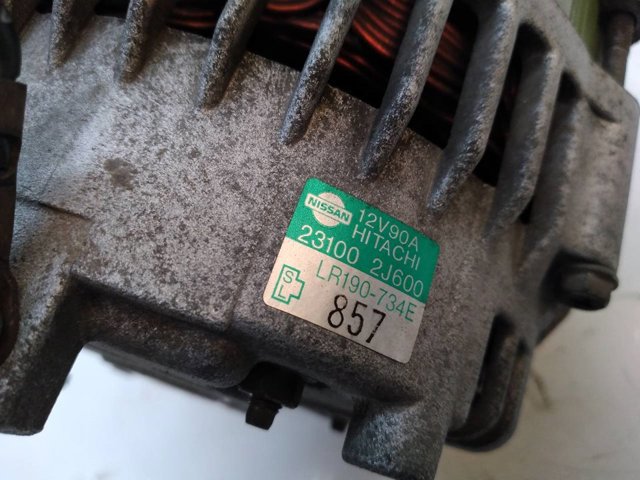 NISSAN
12V90A
HITACHI
23100 2J600
LR190-734E
S
L
857